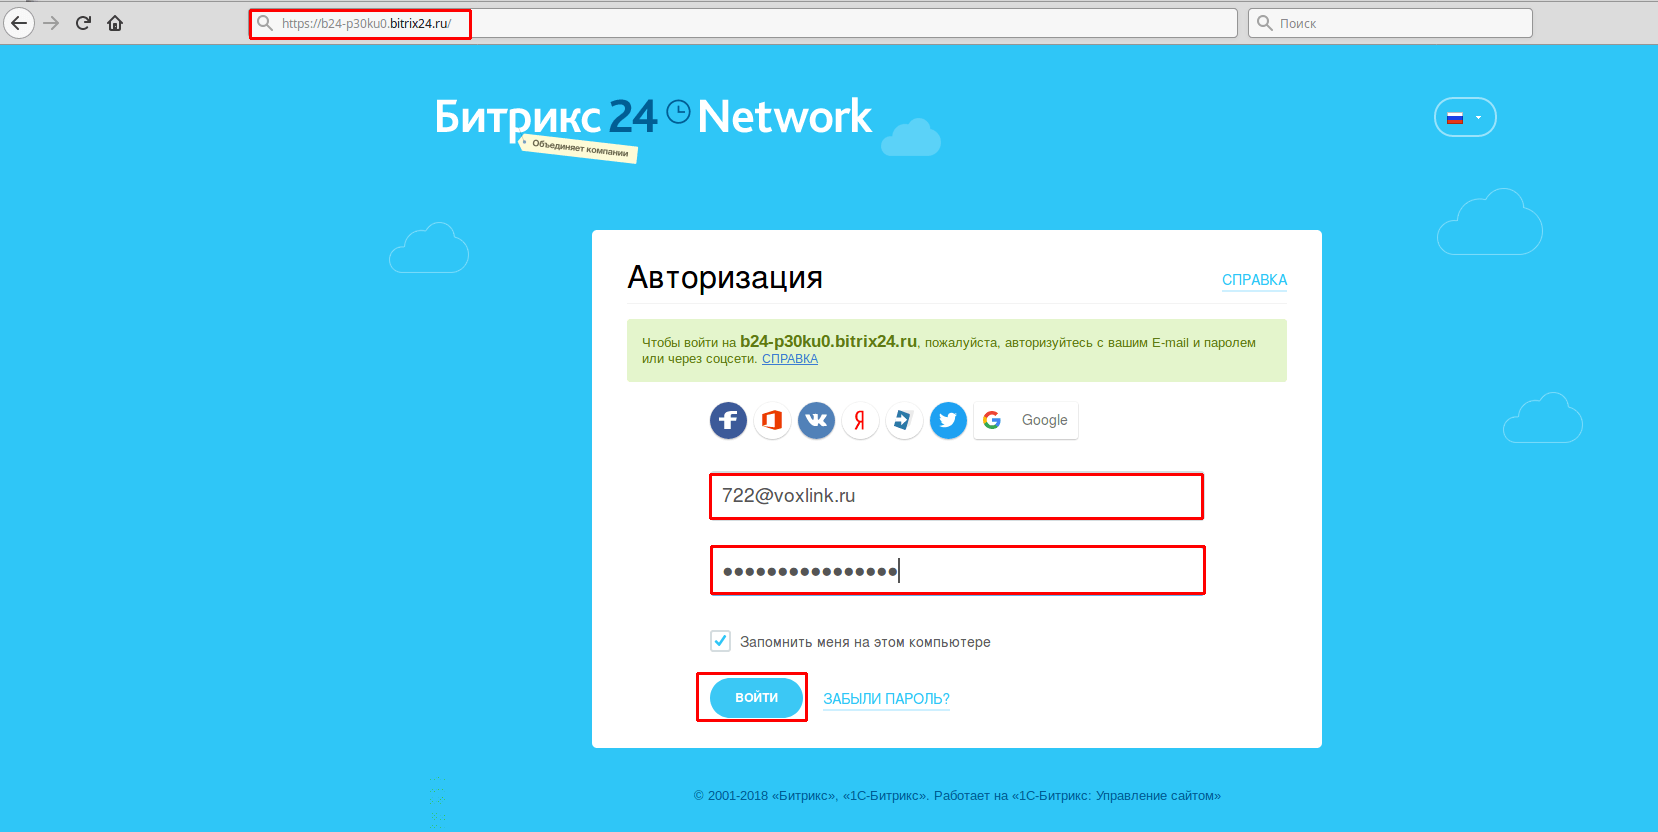 https://b24-p30ku0.bitrix24.ru/
Поиск
Битрикс 24 Network
Объединяет компании
Авторизация
СПРАВКА
Чтобы войти на b24-p30ku0.bitrix24.ru, пожалуйста, авторизуйтесь с вашим E-mail и паролем
или через соцсети. СПРАВКА
Google
722@voxlink.ru
Запомнить меня на этом компьютере
ВОЙТИ
ЗАБЫЛИ ПАРОЛЬ?
© 2001-2018 «Битрикс», «1С-Битрикс». Работает на «1С-Битрикс: Управление сайтом»